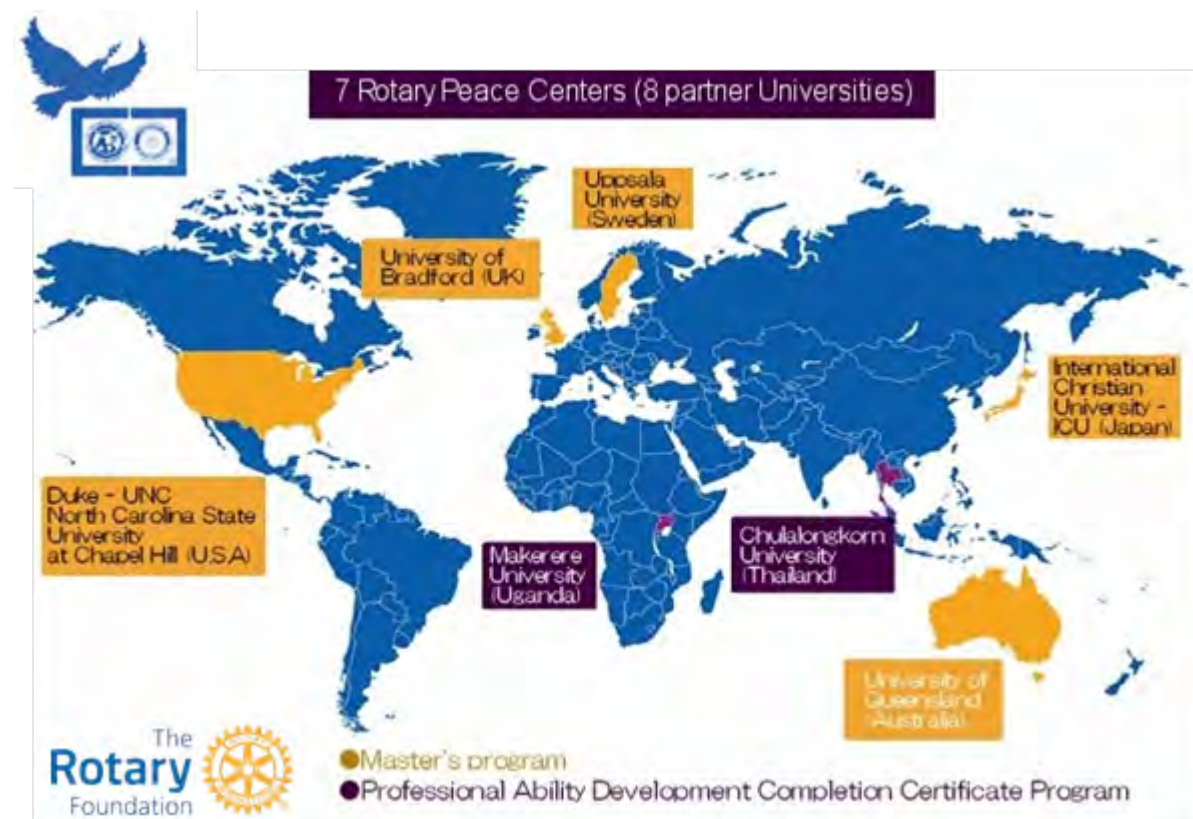 7 Rotary Peace Centers (8 partner Universities)
Uppsala
University
(Sweden)
University of
Bradford (UK)
International
Christian
University -
ICU (Japan)
Duke - UNC
North Carolina State
University
at Chapel Hill (U.S.A)
Makerere
University
(Uganda)
Chulalongkorn
University
(Thailand)
University of
Queensland
(Australia)
The
Rotary
Foundation
●Master's program
●Professional Ability Development Completion Certificate Program